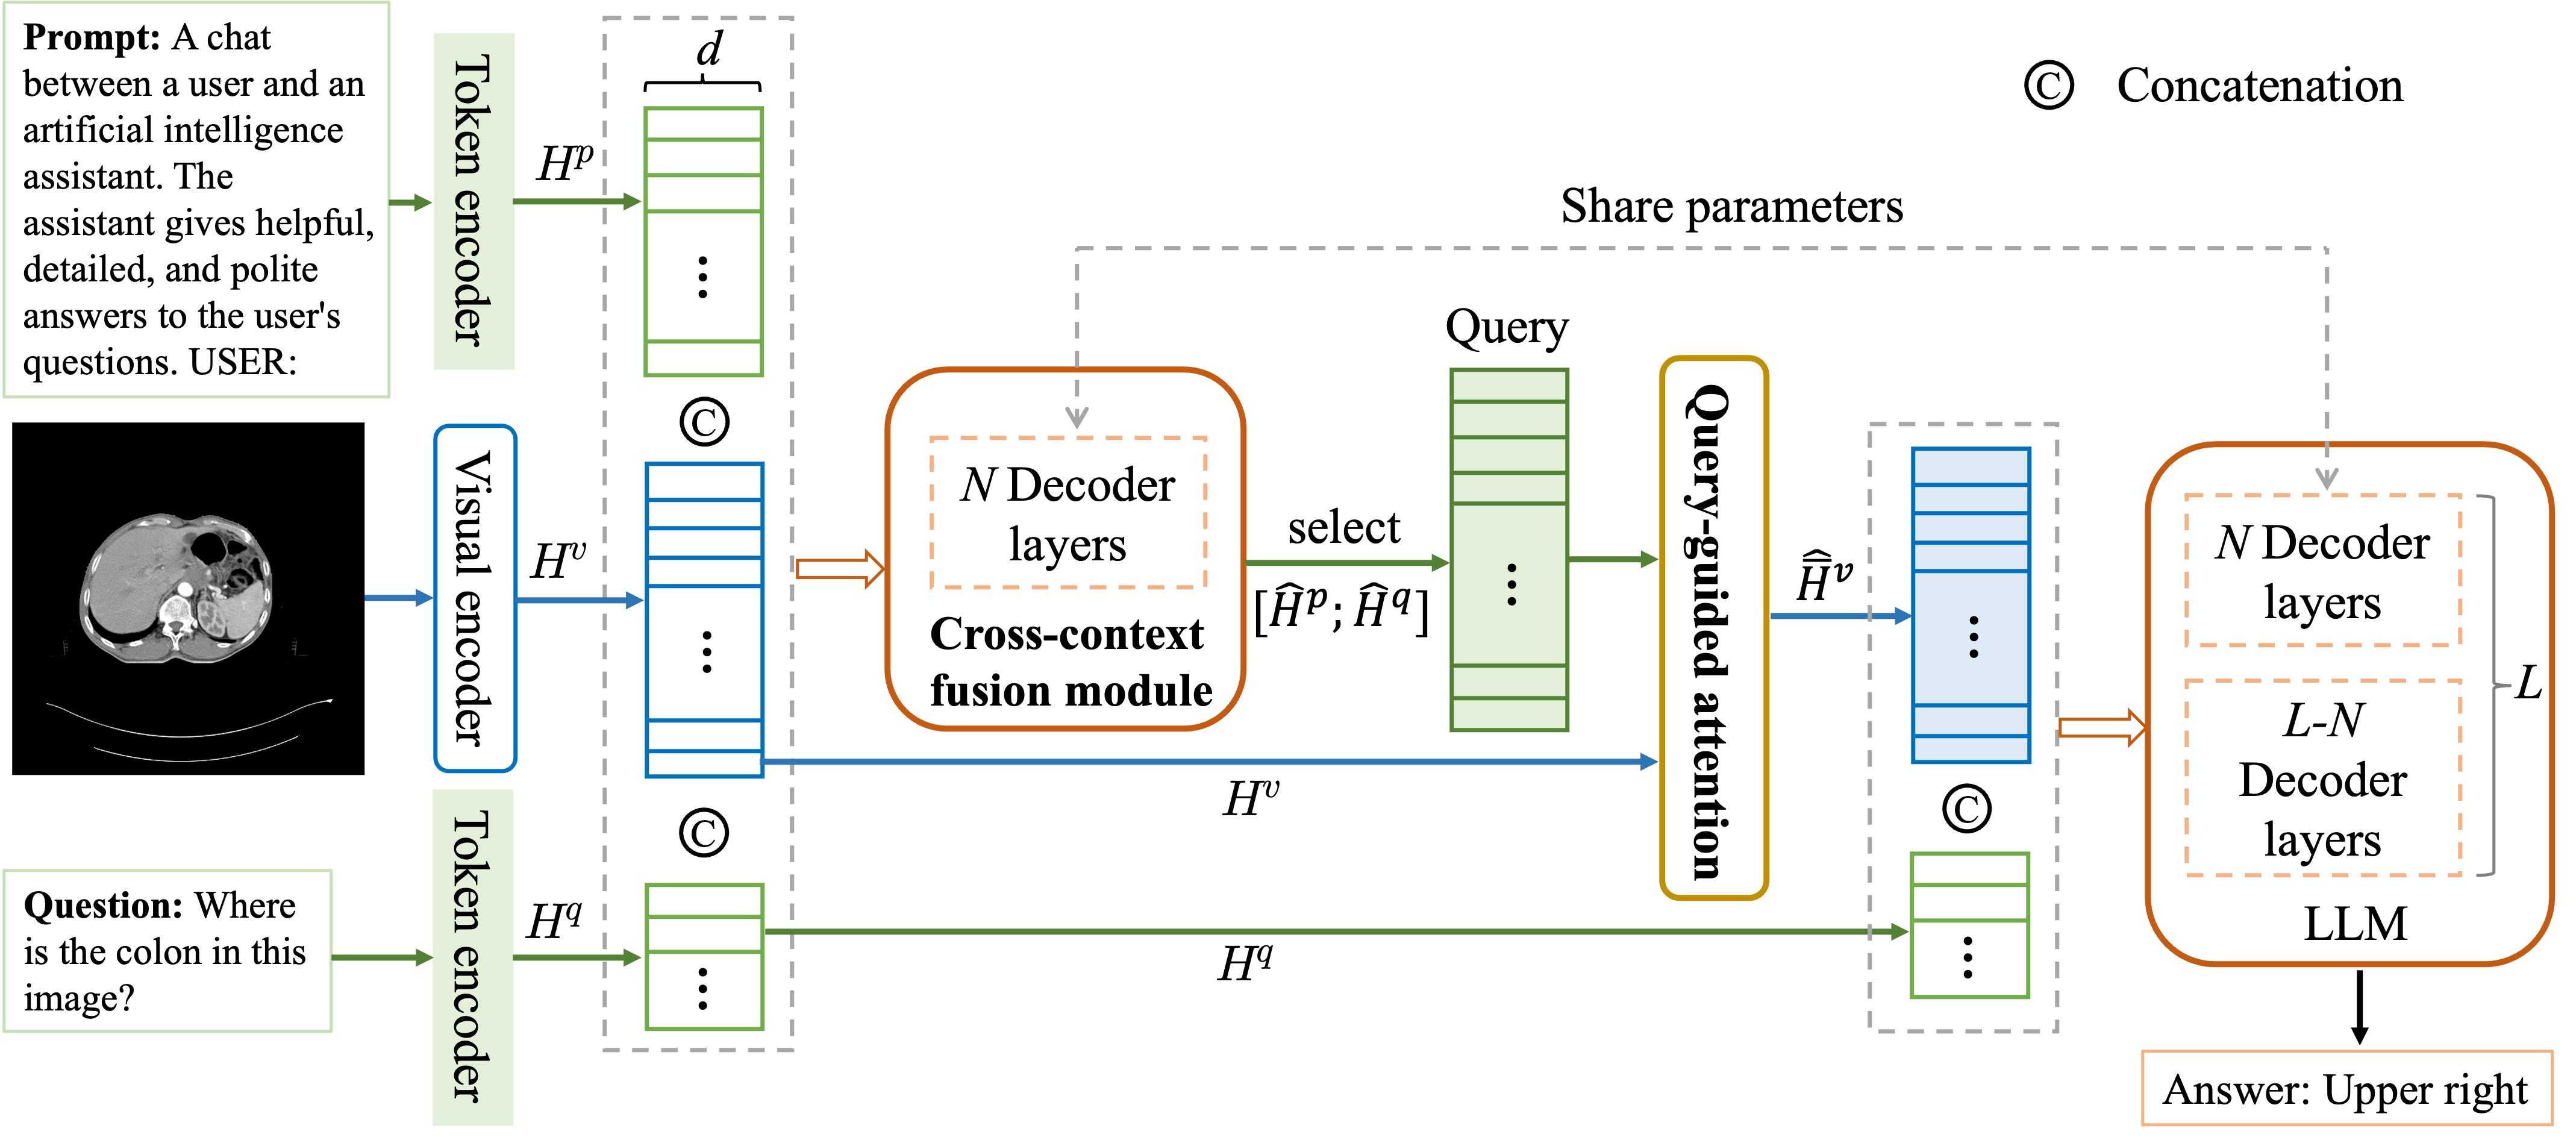 Prompt: A chat
between a user and an
artificial intelligence
assistant. The
assistant gives helpful,
detailed, and polite
answers to the user's
questions. USER:
Token encoder
H^p
d
©
Visual encoder
H^v
©
Question: Where
is the colon in this
image?
Token encoder
H^q
N Decoder
layers
Cross-context
fusion module
select
[Ĥ^p; Ĥ^q]
Query
Query-guided attention
H^v
H^q
Share parameters
© Concatenation
H̿̂^v
©
N Decoder
layers
L-N
Decoder
layers
L
LLM
Answer: Upper right